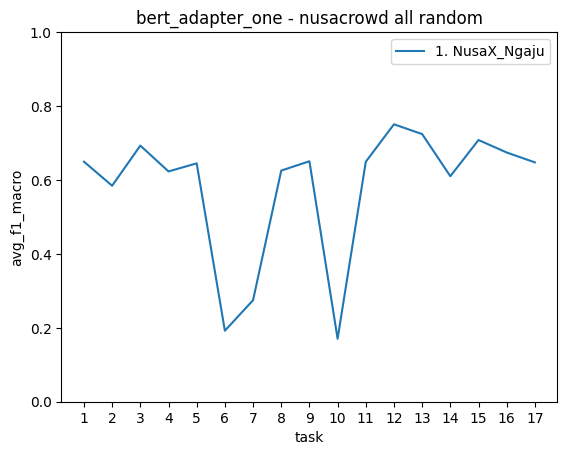 bert_adapter_one - nusacrowd all random
1. NusaX_Ngaju
avg_f1_macro
1.0
0.8
0.6
0.4
0.2
0.0
1 2 3 4 5 6 7 8 9 10 11 12 13 14 15 16 17
task